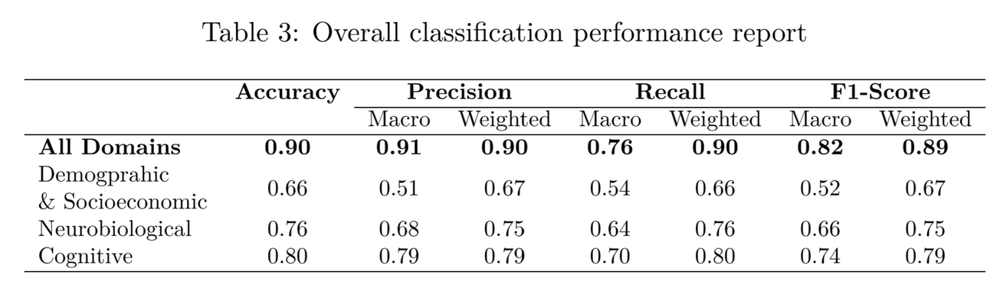 Table 3: Overall classification performance report
Accuracy Precision Recall F1-Score
Macro Weighted Macro Weighted Macro Weighted
All Domains 0.90 0.91 0.90 0.76 0.90 0.82 0.89
Demogprahic
& Socioeconomic 0.66 0.51 0.67 0.54 0.66 0.52 0.67
Neurobiological 0.76 0.68 0.75 0.64 0.76 0.66 0.75
Cognitive 0.80 0.79 0.79 0.70 0.80 0.74 0.79